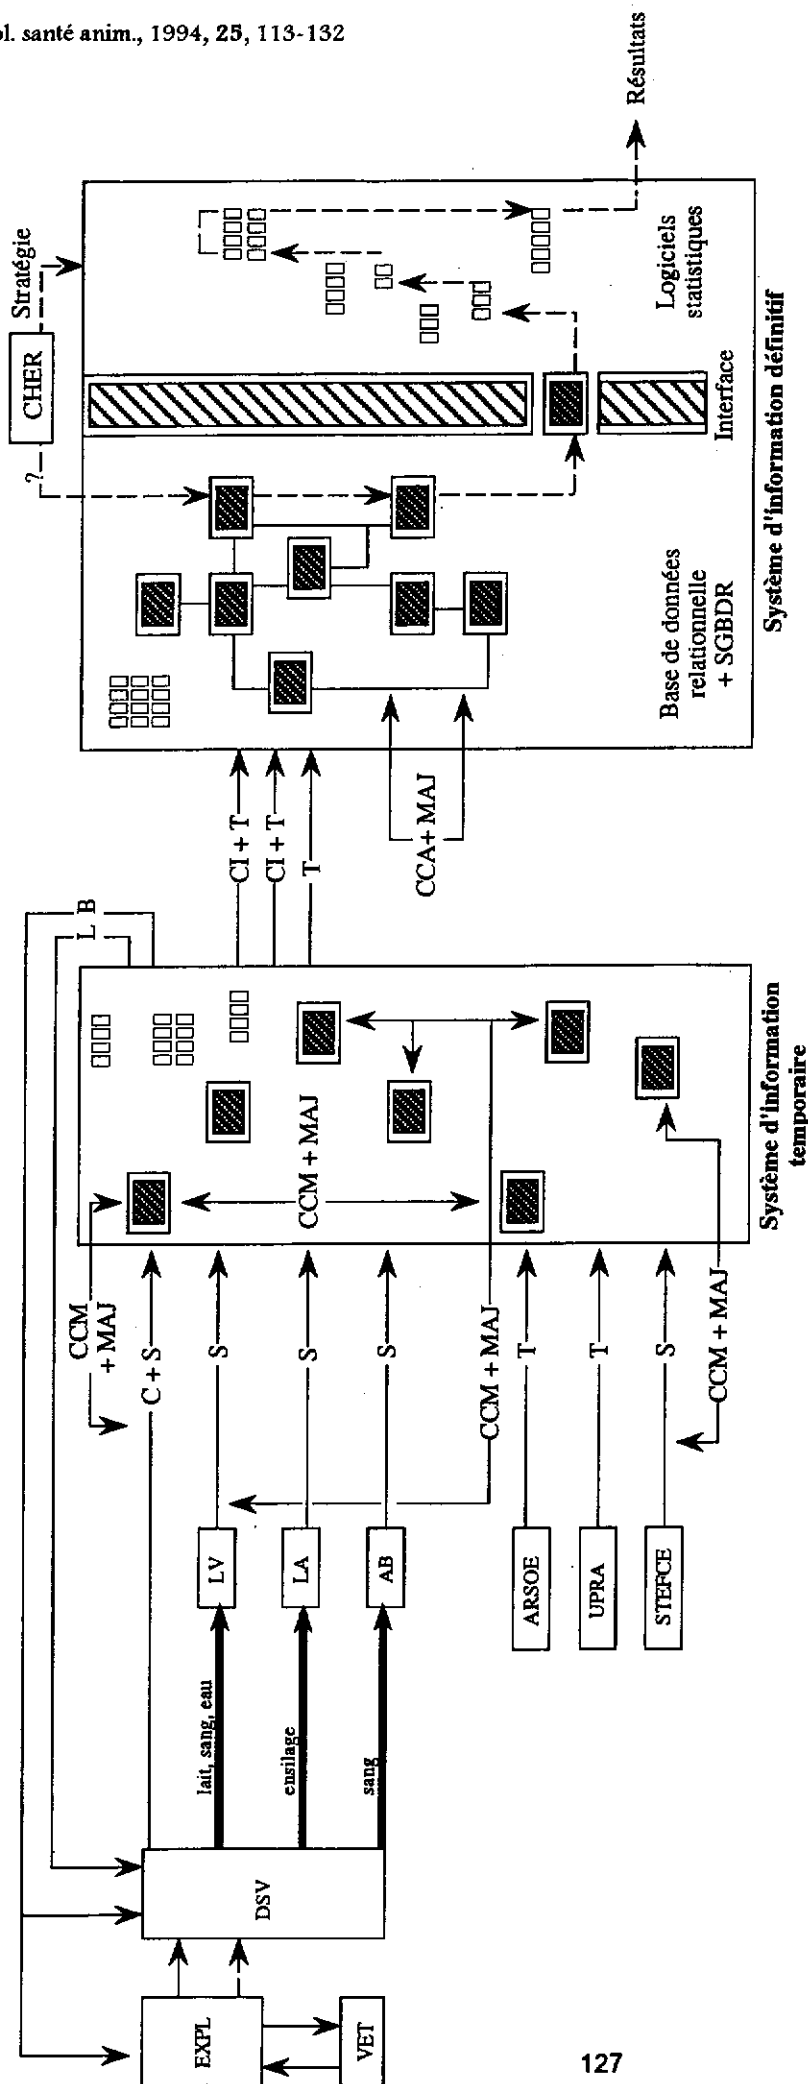 ol. santé anim., 1994, 25, 113-132
Résultats
Stratégie
CHER
?
Logiciels
statistiques
Interface
Base de données
relationnelle
+ SGBDR
Système d'information définitif
CI + T
CI + T
T
CCA+ MAJ
L
B
CCM + MAJ
Système d'information
temporaire
CCM
+ MAJ
C + S
S
S
S
CCM + MAJ
T
T
S
CCM + MAJ
LV
LA
AB
ARSOE
UPRA
STEFCE
lait, sang, eau
ensilage
sang
DSV
EXPL
VET
127